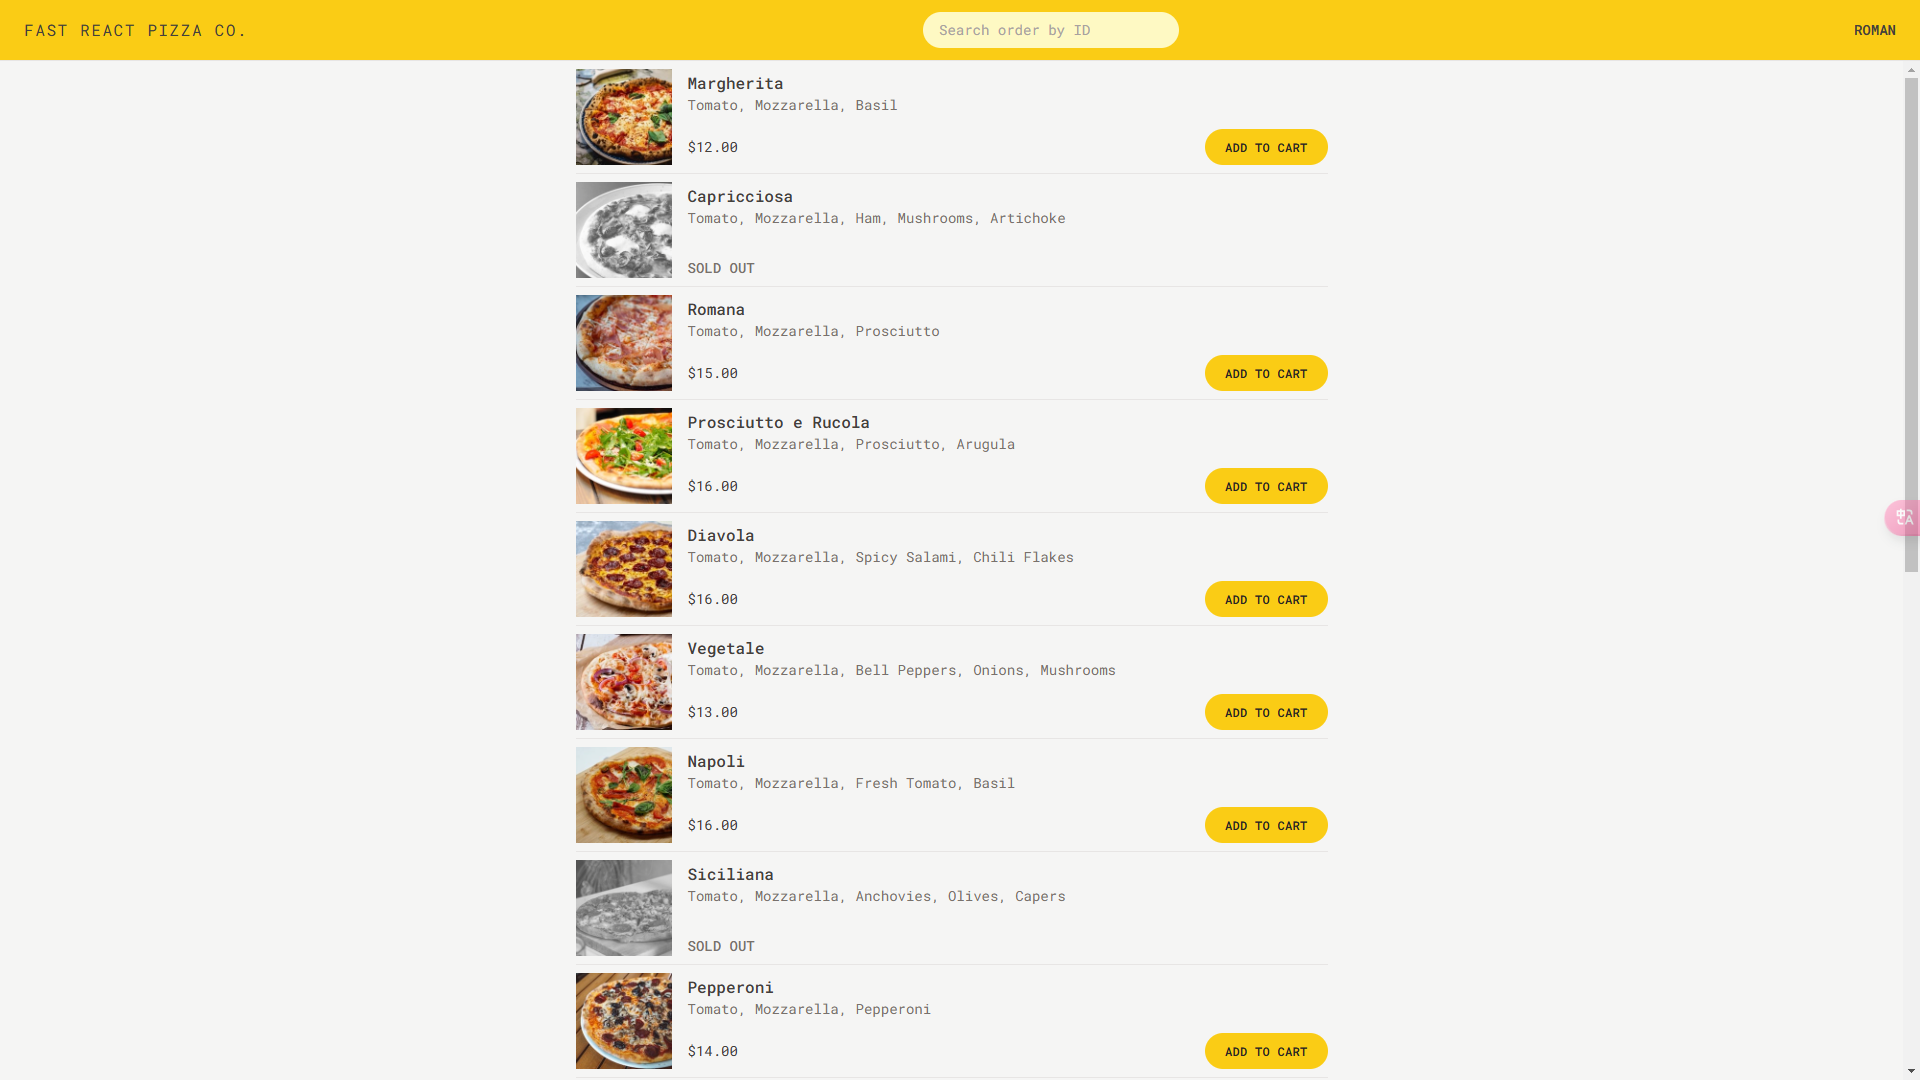 FAST REACT PIZZA CO.
Search order by ID
ROMAN
Margherita
Tomato, Mozzarella, Basil
$12.00
ADD TO CART
Capricciosa
Tomato, Mozzarella, Ham, Mushrooms, Artichoke
SOLD OUT
Romana
Tomato, Mozzarella, Prosciutto
$15.00
ADD TO CART
Prosciutto e Rucola
Tomato, Mozzarella, Prosciutto, Arugula
$16.00
ADD TO CART
Diavola
Tomato, Mozzarella, Spicy Salami, Chili Flakes
$16.00
ADD TO CART
Vegetale
Tomato, Mozzarella, Bell Peppers, Onions, Mushrooms
$13.00
ADD TO CART
Napoli
Tomato, Mozzarella, Fresh Tomato, Basil
$16.00
ADD TO CART
Siciliana
Tomato, Mozzarella, Anchovies, Olives, Capers
SOLD OUT
Pepperoni
Tomato, Mozzarella, Pepperoni
$14.00
ADD TO CART